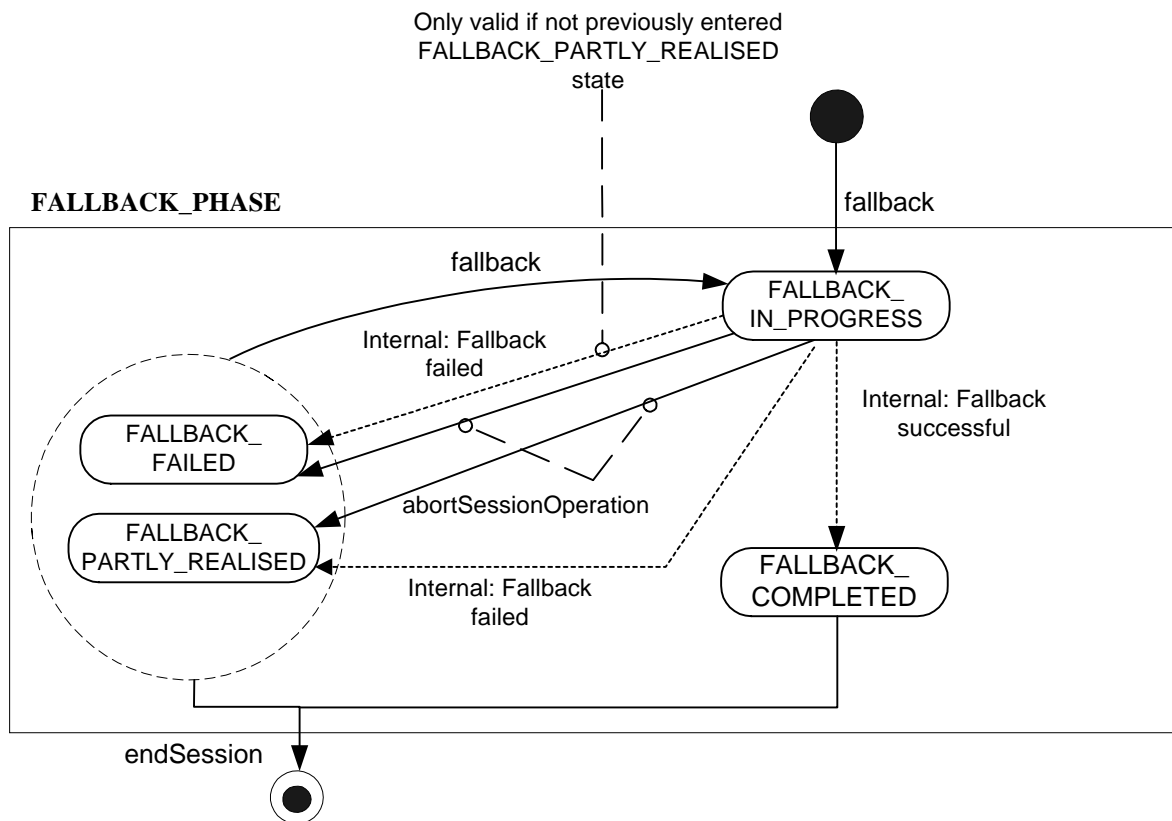 Only valid if not previously entered
FALLBACK_PARTLY_REALISED
state
FALLBACK_PHASE
fallback
fallback
FALLBACK_
IN_PROGRESS
Internal: Fallback
failed
Internal: Fallback
successful
FALLBACK_
FAILED
abortSessionOperation
FALLBACK_
PARTLY_REALISED
Internal: Fallback
failed
FALLBACK_
COMPLETED
endSession